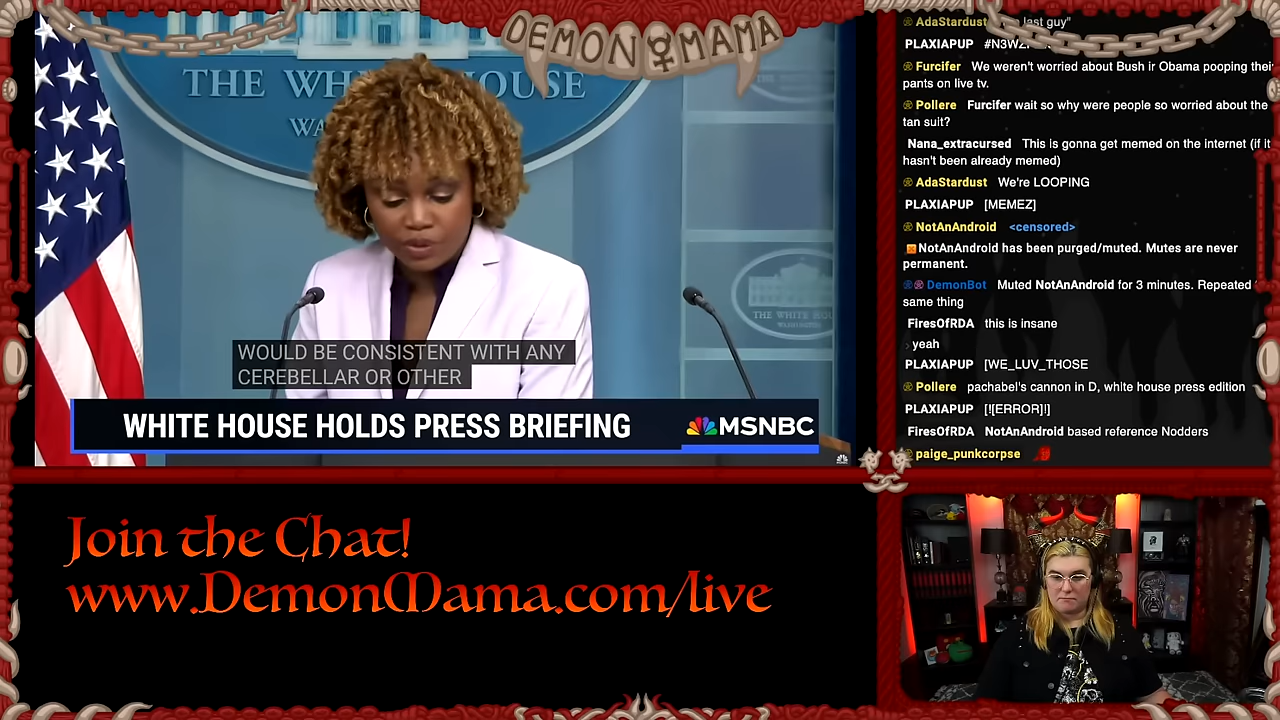 DEMON MAMA
THE WHITE HOUSE
WA
WOULD BE CONSISTENT WITH ANY
CEREBELLAR OR OTHER
WHITE HOUSE HOLDS PRESS BRIEFING
MSNBC
THE WHITE HOU
WASHINGTON
AdaStardust last guy"
PLAXIAPUP
Furcifer We weren't worried about Bush ir Obama pooping thei
pants on live tv.
Pollere Furcifer wait so why were people so worried about the
tan suit?
Nana_extracursed This is gonna get memed on the internet (if it
hasn't been already memed)
AdaStardust We're LOOPING
PLAXIAPUP [MEMEZ]
NotAnAndroid <censored>
NotAnAndroid has been purged/muted. Mutes are never
permanent.
DemonBot Muted NotAnAndroid for 3 minutes. Repeated
same thing
FiresOfRDA this is insane
yeah
PLAXIAPUP [WE_LUV_THOSE
Pollere pachabel's cannon in D, white house press edition
PLAXIAPUP [![ERROR]!]
FiresOfRDA NotAnAndroid based reference Nodders
paige_punkcorpse
Join the Chat!
www.DemonMama.com/live